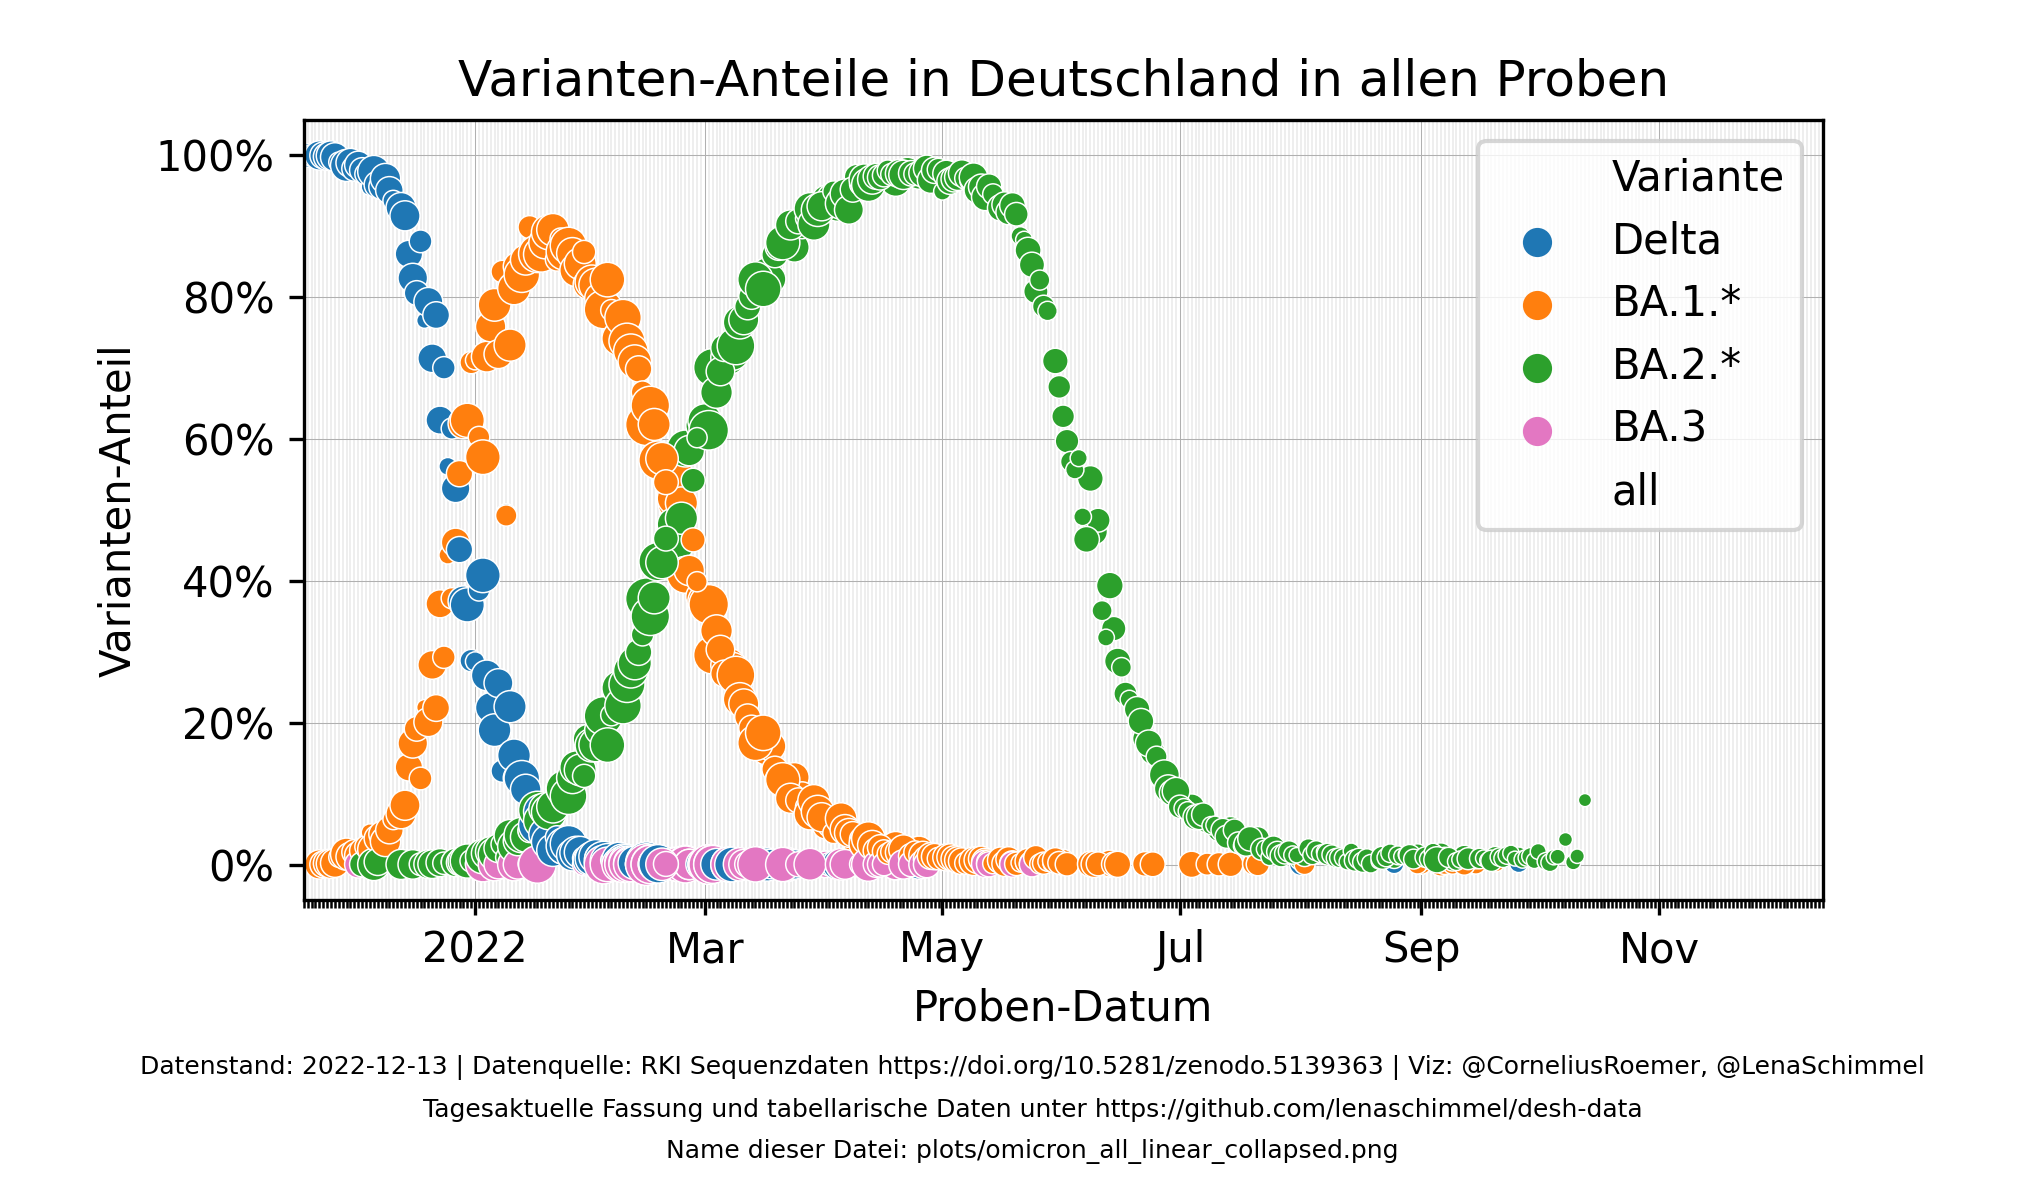 Varianten-Anteile in Deutschland in allen Proben
100%
80%
60%
40%
20%
0%
Varianten-Anteil
Variante
Delta
BA.1.*
BA.2.*
BA.3
all
2022
Mar
May
Jul
Sep
Nov
Proben-Datum
Datenstand: 2022-12-13 | Datenquelle: RKI Sequenzdaten https://doi.org/10.5281/zenodo.5139363 | Viz: @CorneliusRoemer, @LenaSchimmel
Tagesaktuelle Fassung und tabellarische Daten unter https://github.com/lenaschimmel/desh-data
Name dieser Datei: plots/omicron_all_linear_collapsed.png